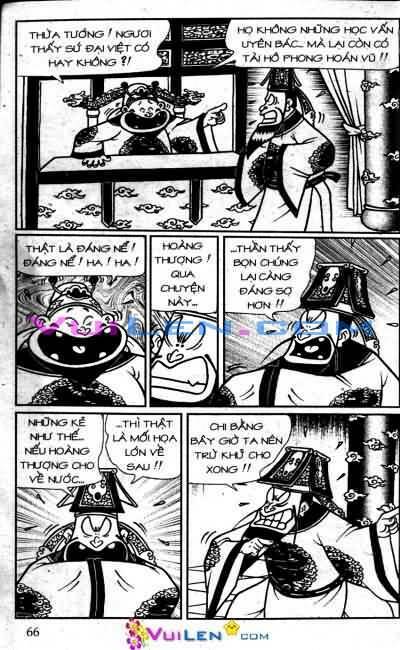 THỪA TƯỚNG ! NGƯƠI
THẤY SỨ ĐẠI VIỆT CÓ
HAY KHÔNG ?!
HỌ KHÔNG NHỮNG HỌC VẤN
UYÊN BÁC... MÀ LẠI CÒN CÓ
TÀI HÔ PHONG HOÁN VŨ !!
THẬT LÀ ĐÁNG NỂ !
ĐÁNG NỂ ! HA, ! HA, !
HOÀNG
THƯỢNG !
QUA
CHUYỆN
NÀY...
...THẦN THẤY
BỌN CHÚNG
LẠI CÀNG
ĐÁNG SỢ
HƠN !!
VuiLen.com
NHỮNG KẺ
NHƯ THẾ...
NẾU HOÀNG
THƯỢNG CHO
VỀ NƯỚC...
...THÌ THẬT
LÀ MỐI HỌA
LỚN VỀ
SAU !!
CHI BẰNG
BÂY GIỜ TA NÊN
TRỪ KHỬ CHO
XONG !!
66
VuiLen.com